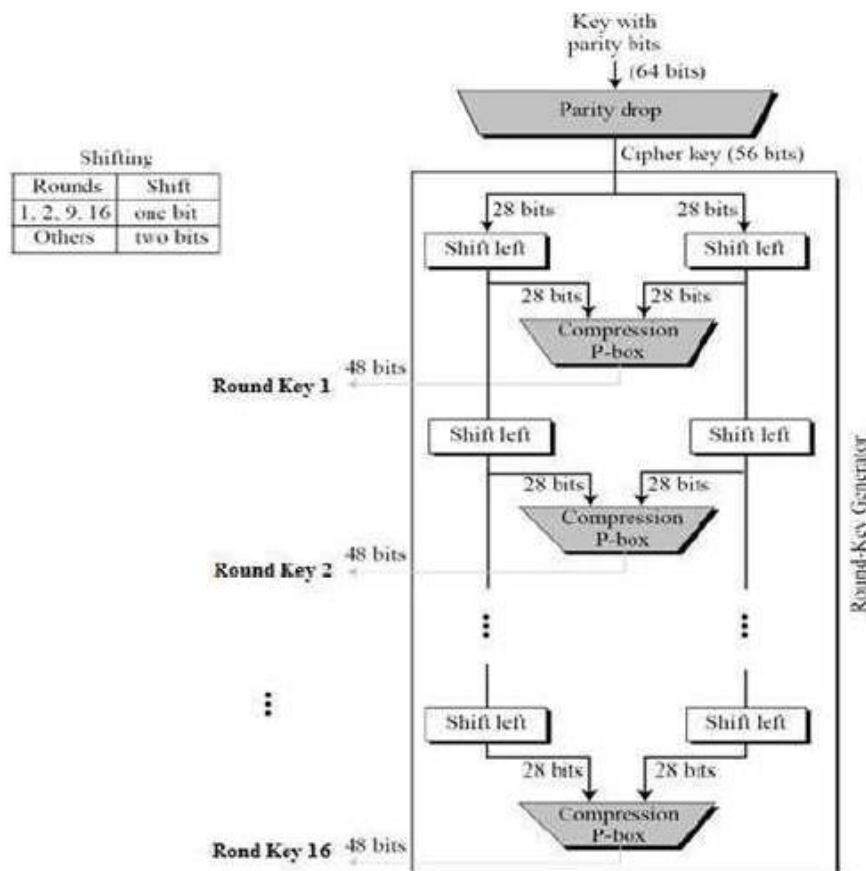 Key with
parity bits
(64 bits)
Parity drop
Cipher key (56 bits)
Shifting
Rounds Shift
1, 2, 9, 16 one bit
Others two bits
28 bits 28 bits
Shift left Shift left
28 bits 28 bits
Compression
P-box
48 bits
Round Key 1
Shift left Shift left
28 bits 28 bits
Compression
P-box
48 bits
Round Key 2
Round-Key Generator
Shift left Shift left
28 bits 28 bits
Compression
P-box
48 bits
Rond Key 16